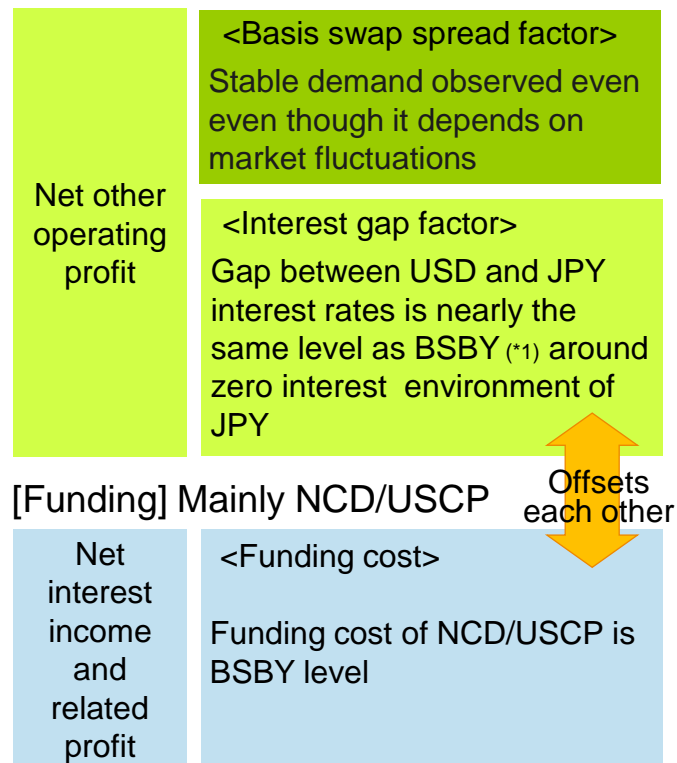 Net other
operating
profit
<Basis swap spread factor>
Stable demand observed even
even though it depends on
market fluctuations
<Interest gap factor>
Gap between USD and JPY
interest rates is nearly the
same level as BSBY (*1) around
zero interest environment of
JPY
Offsets
each other
[Funding] Mainly NCD/USCP
Net
interest
income
and
related
profit
<Funding cost>
Funding cost of NCD/USCP is
BSBY level